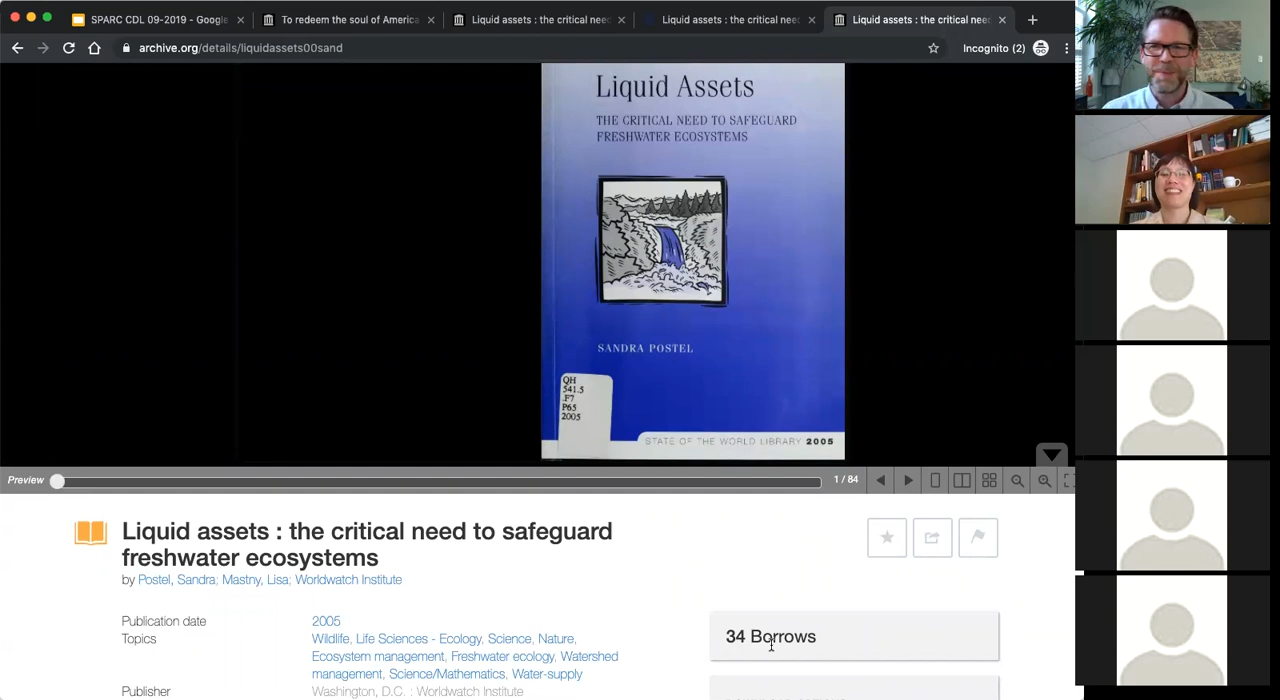 SPARC CDL 09-2019 - Google
To redeem the soul of America
Liquid assets : the critical need
Liquid assets : the critical need
Liquid assets : the critical need
archive.org/details/liquidassets00sand
Incognito (2)
Liquid Assets
THE CRITICAL NEED TO SAFEGUARD
FRESHWATER ECOSYSTEMS
SANDRA POSTEL
QH
541.5
.F7
P65
2005
STATE OF THE WORLD LIBRARY 2005
Preview
1 / 84
Liquid assets : the critical need to safeguard
freshwater ecosystems
by Postel, Sandra; Mastny, Lisa; Worldwatch Institute
Publication date 2005
Topics Wildlife, Life Sciences - Ecology, Science, Nature,
Ecosystem management, Freshwater ecology, Watershed
management, Science/Mathematics, Water-supply
Publisher Washington, D.C. : Worldwatch Institute
34 Borrows